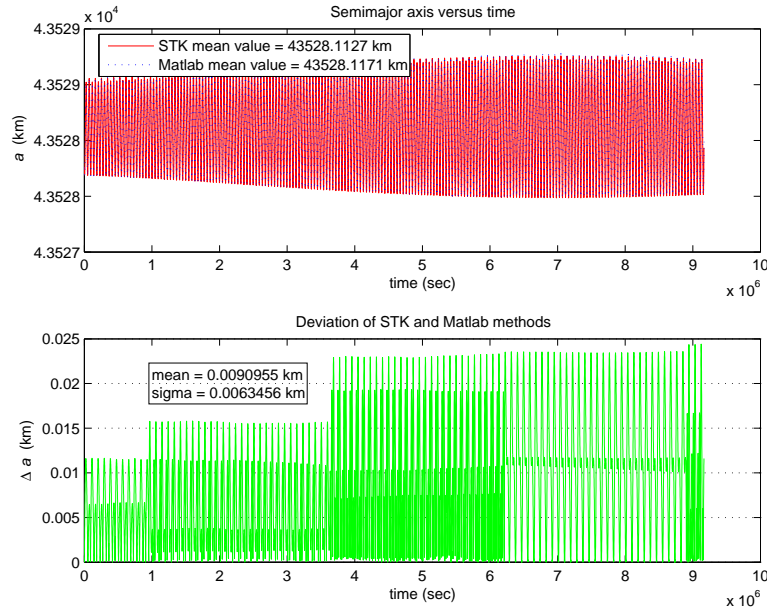 Semimajor axis versus time
x 10^4
4.3529
4.3529
4.3528
4.3528
4.3527
a (km)
STK mean value = 43528.1127 km
Matlab mean value = 43528.1171 km
0 1 2 3 4 5 6 7 8 9 10
time (sec)
x 10^6
Deviation of STK and Matlab methods
0.025
0.02
0.015
0.01
0.005
0
Δ a (km)
mean = 0.0090955 km
sigma = 0.0063456 km
0 1 2 3 4 5 6 7 8 9 10
time (sec)
x 10^6